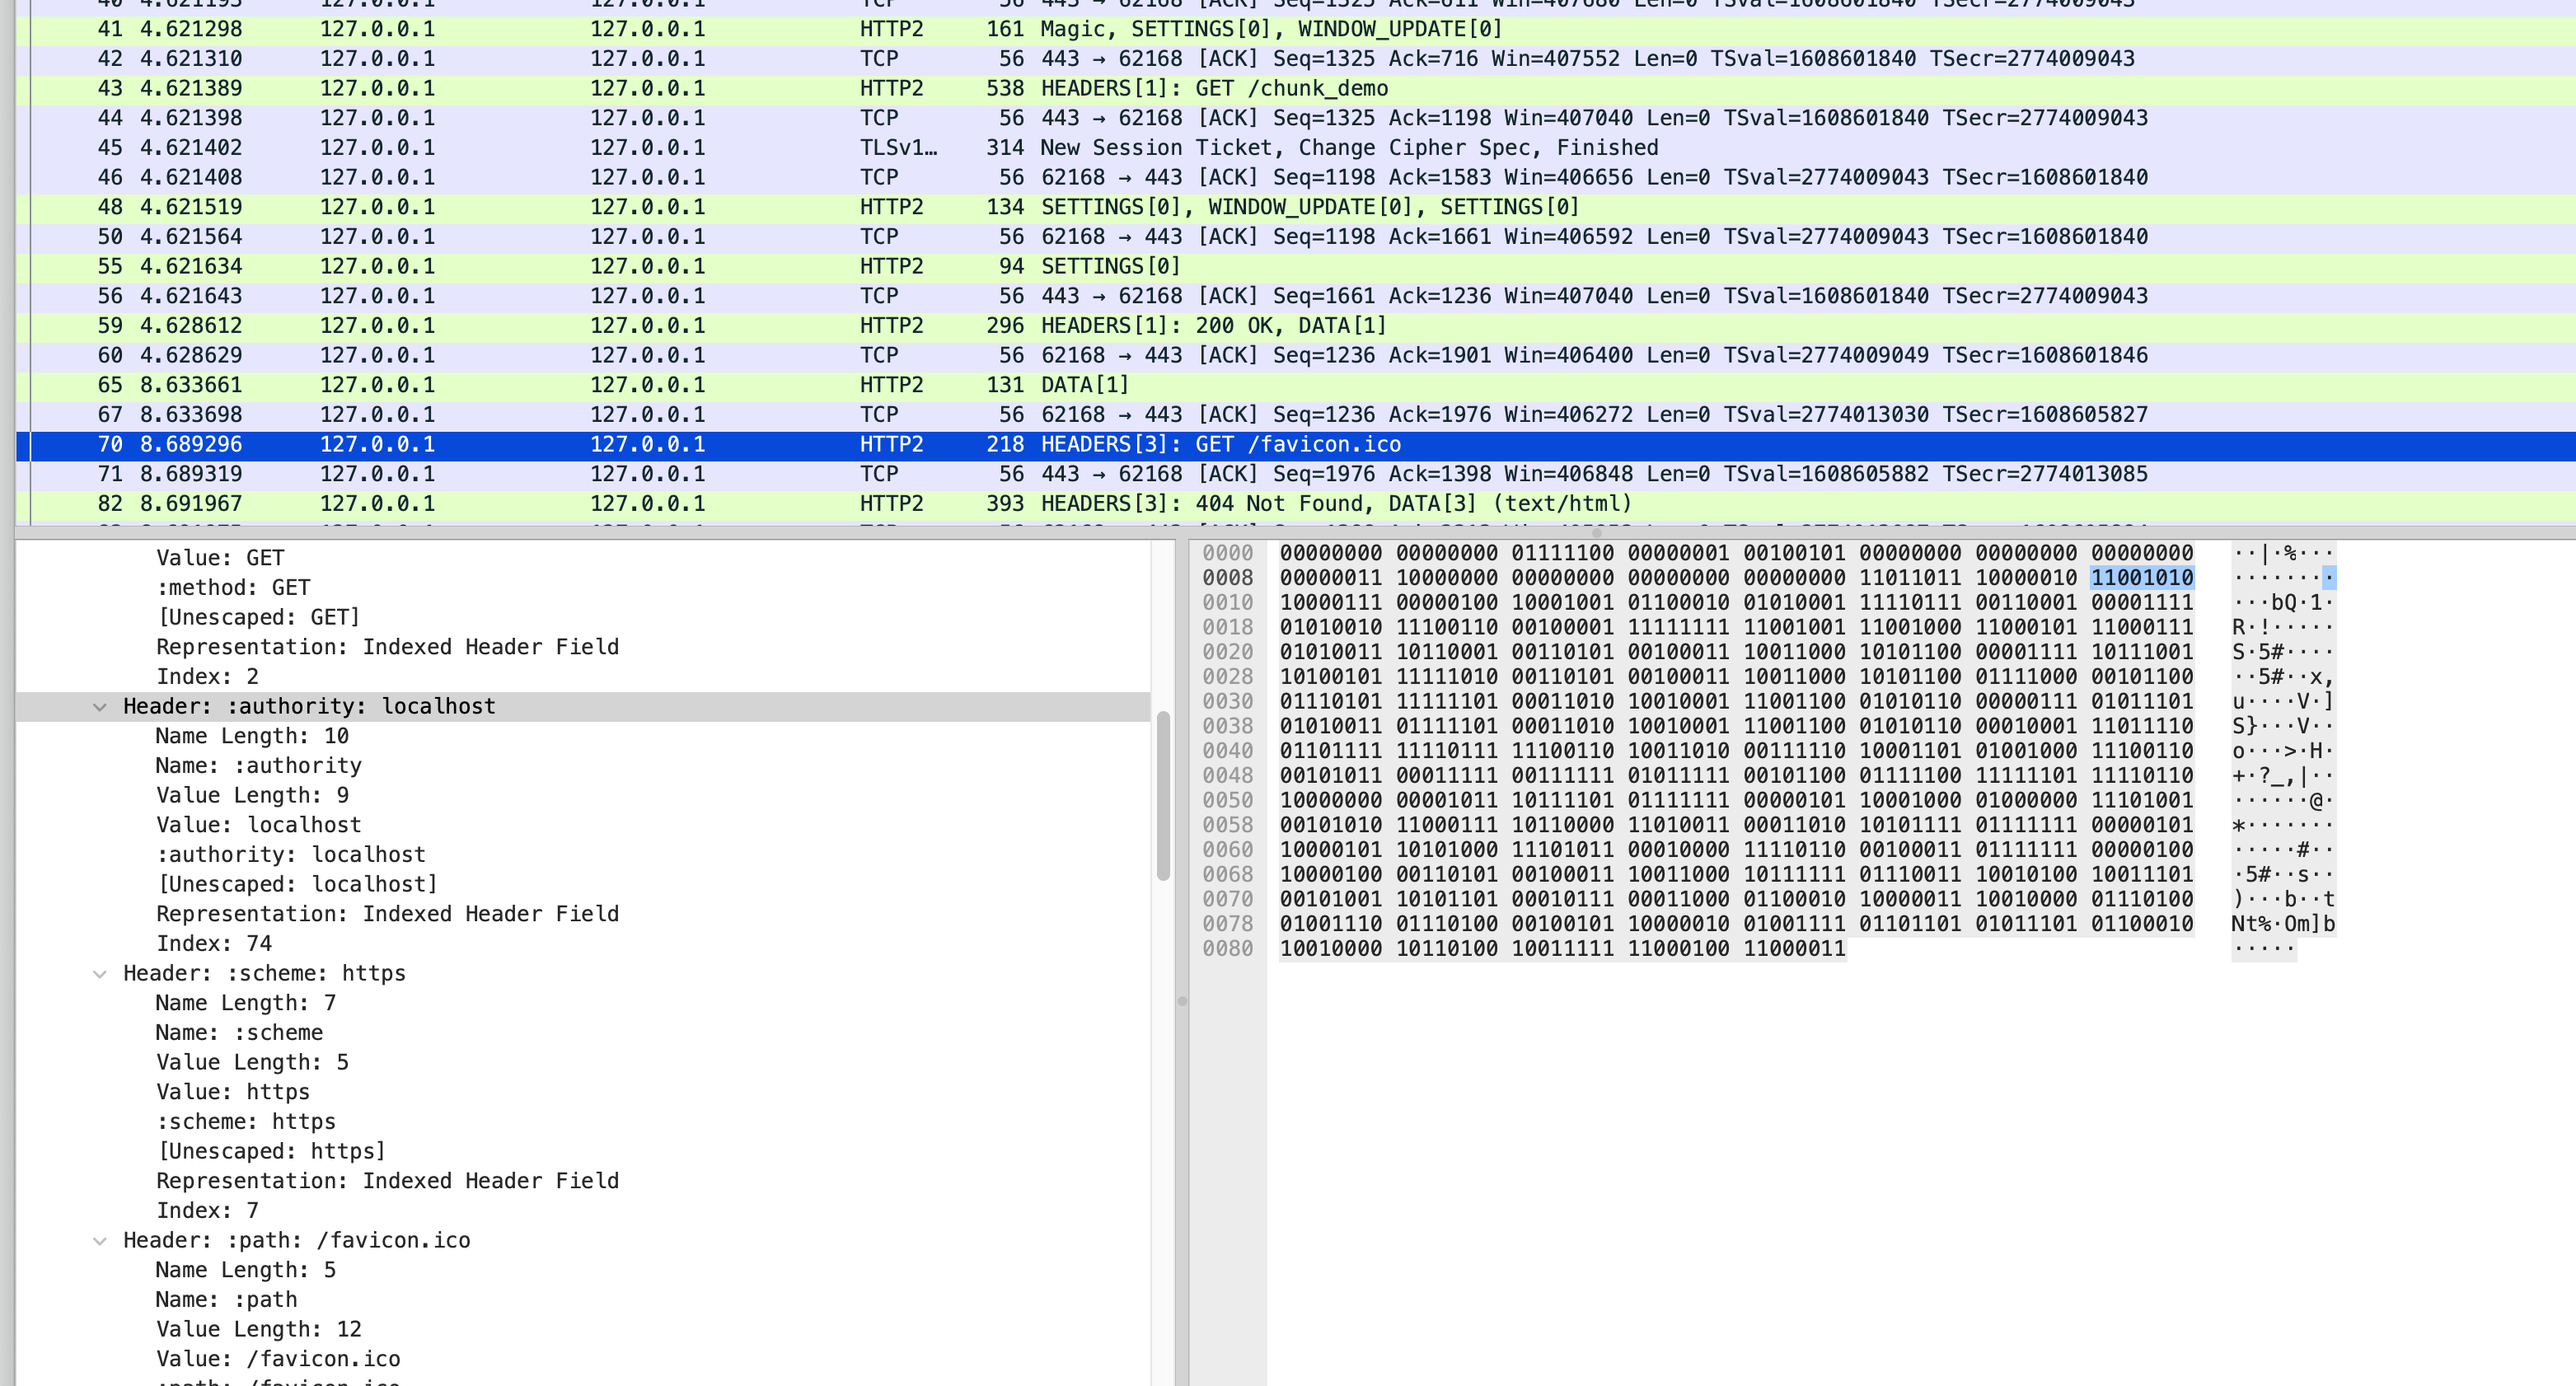 40 4.621193 127.0.0.1 127.0.0.1 TCP 56 443 → 62168 [ACK] Seq=1325 Ack=611 Win=407680 Len=0 TSval=1608601840 TSecr=2774009043
41 4.621298 127.0.0.1 127.0.0.1 HTTP2 161 Magic, SETTINGS[0], WINDOW_UPDATE[0]
42 4.621310 127.0.0.1 127.0.0.1 TCP 56 443 → 62168 [ACK] Seq=1325 Ack=716 Win=407552 Len=0 TSval=1608601840 TSecr=2774009043
43 4.621389 127.0.0.1 127.0.0.1 HTTP2 538 HEADERS[1]: GET /chunk_demo
44 4.621398 127.0.0.1 127.0.0.1 TCP 56 443 → 62168 [ACK] Seq=1325 Ack=1198 Win=407040 Len=0 TSval=1608601840 TSecr=2774009043
45 4.621402 127.0.0.1 127.0.0.1 TLSv1… 314 New Session Ticket, Change Cipher Spec, Finished
46 4.621408 127.0.0.1 127.0.0.1 TCP 56 62168 → 443 [ACK] Seq=1198 Ack=1583 Win=406656 Len=0 TSval=2774009043 TSecr=1608601840
48 4.621519 127.0.0.1 127.0.0.1 HTTP2 134 SETTINGS[0], WINDOW_UPDATE[0], SETTINGS[0]
50 4.621564 127.0.0.1 127.0.0.1 TCP 56 62168 → 443 [ACK] Seq=1198 Ack=1661 Win=406592 Len=0 TSval=2774009043 TSecr=1608601840
55 4.621634 127.0.0.1 127.0.0.1 HTTP2 94 SETTINGS[0]
56 4.621643 127.0.0.1 127.0.0.1 TCP 56 443 → 62168 [ACK] Seq=1661 Ack=1236 Win=407040 Len=0 TSval=1608601840 TSecr=2774009043
59 4.628612 127.0.0.1 127.0.0.1 HTTP2 296 HEADERS[1]: 200 OK, DATA[1]
60 4.628629 127.0.0.1 127.0.0.1 TCP 56 62168 → 443 [ACK] Seq=1236 Ack=1901 Win=406400 Len=0 TSval=2774009049 TSecr=1608601846
65 8.633661 127.0.0.1 127.0.0.1 HTTP2 131 DATA[1]
67 8.633698 127.0.0.1 127.0.0.1 TCP 56 62168 → 443 [ACK] Seq=1236 Ack=1976 Win=406272 Len=0 TSval=2774013030 TSecr=1608605827
70 8.689296 127.0.0.1 127.0.0.1 HTTP2 218 HEADERS[3]: GET /favicon.ico
71 8.689319 127.0.0.1 127.0.0.1 TCP 56 443 → 62168 [ACK] Seq=1976 Ack=1398 Win=406848 Len=0 TSval=1608605882 TSecr=2774013085
82 8.691967 127.0.0.1 127.0.0.1 HTTP2 393 HEADERS[3]: 404 Not Found, DATA[3] (text/html)
Value: GET
:method: GET
[Unescaped: GET]
Representation: Indexed Header Field
Index: 2
Header: :authority: localhost
Name Length: 10
Name: :authority
Value Length: 9
Value: localhost
:authority: localhost
[Unescaped: localhost]
Representation: Indexed Header Field
Index: 74
Header: :scheme: https
Name Length: 7
Name: :scheme
Value Length: 5
Value: https
:scheme: https
[Unescaped: https]
Representation: Indexed Header Field
Index: 7
Header: :path: /favicon.ico
Name Length: 5
Name: :path
Value Length: 12
Value: /favicon.ico
:path: /favicon.ico
0000 00000000 00000000 01111100 00000001 00100101 00000000 00000000 00000000 ··|·%···
0008 00000011 10000000 00000000 00000000 00000000 11011011 10000010 11001010 ········
0010 10000111 00000100 10001001 01100010 01010001 11110111 00110001 00001111 ···bQ·1·
0018 01010010 11100110 00100001 11111111 11001001 11001000 11000101 11000111 R·!·····
0020 01010011 10110001 00110101 00100011 10011000 10101100 00001111 10111001 S·5#····
0028 10100101 11111010 00110101 00100011 10011000 10101100 01111000 00101100 ··5#··x,
0030 01110101 11111101 00011010 10010001 11001100 01010110 00000111 01011101 u····V·]
0038 01010011 01111101 00011010 10010001 11001100 01010110 00010001 11011110 S}···V··
0040 01101111 11110111 11100110 10011010 00111110 10001101 01001000 11100110 o···>·H·
0048 00101011 00011111 00111111 01011111 00101100 01111100 11111101 11110110 +·?_,|··
0050 10000000 00001011 10111101 01111111 00000101 10001000 01000000 11101001 ······@·
0058 00101010 11000111 10110000 11010011 00011010 10101111 01111111 00000101 *·······
0060 10000101 10101000 11101011 00010000 11110110 00100011 01111111 00000100 ·····#··
0068 10000100 00110101 00100011 10011000 10111111 01110011 10010100 10011101 ·5#··s··
0070 00101001 10101101 00010111 00011000 01100010 10000011 10010000 01110100 )···b··t
0078 01001110 01110100 00100101 10000010 01001111 01101101 01011101 01100010 Nt%·Om]b
0080 10010000 10110100 10011111 11000100 11000011 ·····